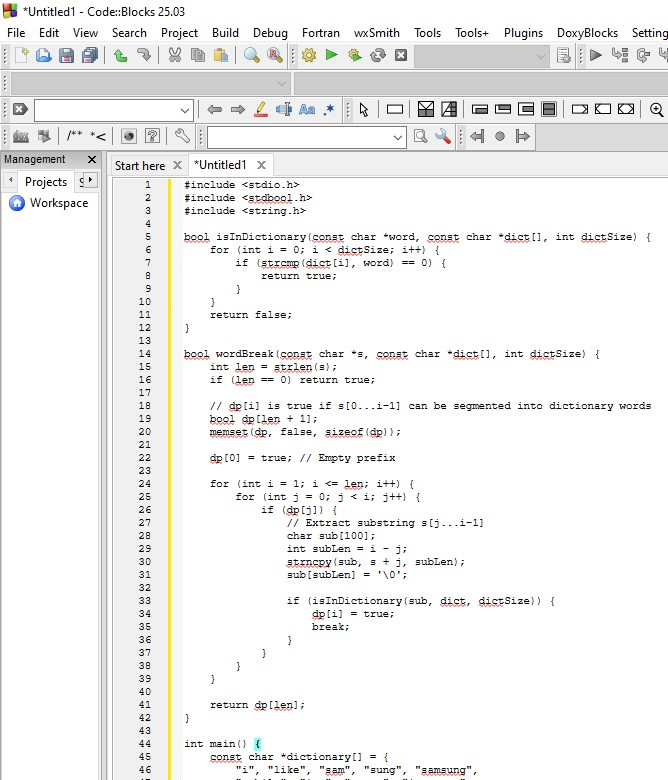 *Untitled1 - Code::Blocks 25.03
File Edit View Search Project Build Debug Fortran wxSmith Tools Tools+ Plugins DoxyBlocks
Aa .*
/** *<
Management X
Start here X *Untitled1 X
Projects
Workspace
1 #include <stdio.h>
2 #include <stdbool.h>
3 #include <string.h>
4
5 bool isInDictionary(const char *word, const char *dict[], int dictSize) {
6     for (int i = 0; i < dictSize; i++) {
7         if (strcmp(dict[i], word) == 0) {
8             return true;
9         }
10     }
11     return false;
12 }
13
14 bool wordBreak(const char *s, const char *dict[], int dictSize) {
15     int len = strlen(s);
16     if (len == 0) return true;
17
18     // dp[i] is true if s[0...i-1] can be segmented into dictionary words
19     bool dp[len + 1];
20     memset(dp, false, sizeof(dp));
21
22     dp[0] = true; // Empty prefix
23
24     for (int i = 1; i <= len; i++) {
25         for (int j = 0; j < i; j++) {
26             if (dp[j]) {
27                 // Extract substring s[j...i-1]
28                 char sub[100];
29                 int subLen = i - j;
30                 strncpy(sub, s + j, subLen);
31                 sub[subLen] = '\0';
32
33                 if (isInDictionary(sub, dict, dictSize)) {
34                     dp[i] = true;
35                     break;
36                 }
37             }
38         }
39     }
40
41     return dp[len];
42 }
43
44 int main() {
45     const char *dictionary[] = {
46         "i", "like", "sam", "sung", "samsung",